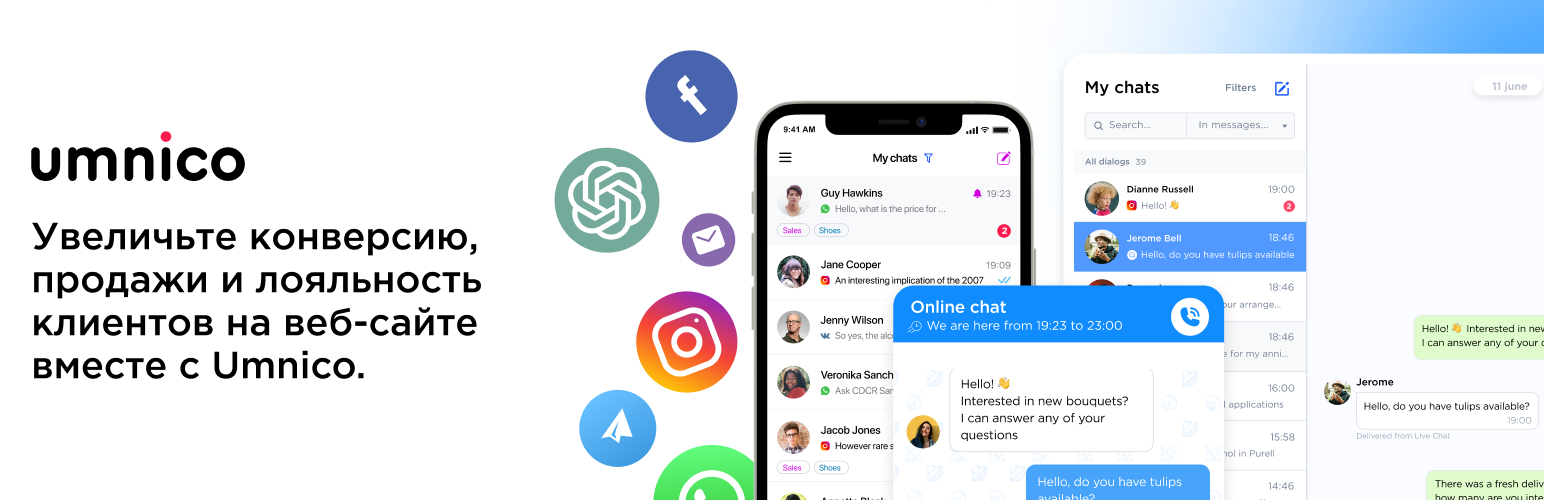 umnico
Увеличьте конверсию,
продажи и лояльность
клиентов на веб-сайте
вместе с Umnico.
9:41 AM
My chats
Guy Hawkins 19:23
Hello, what is the price for ...
Sales Shoes 2
Jane Cooper 19:09
An interesting implication of the 2007
Jenny Wilson
So yes, the alco
Veronika Sanch
Ask CDCR San
Jacob Jones
However rare s
Sales Shoes
Online chat
We are here from 19:23 to 23:00
Hello! 👋
Interested in new bouquets?
I can answer any of your
questions
Hello, do you have tulips
available?
My chats Filters
Search... In messages...
All dialogs 39
Dianne Russell 19:00
Hello! 👋 2
Jerome Bell 18:46
Hello, do you have tulips available
18:46
our arrange...
18:46
e for my anni...
16:00
l applications
15:58
nol in Purell
14:46
11 june
Hello! 👋 Interested in new
I can answer any of your
Jerome
Hello, do you have tulips available?
19:00
Delivered from Live Chat
There was a fresh deliv
how many are you inte